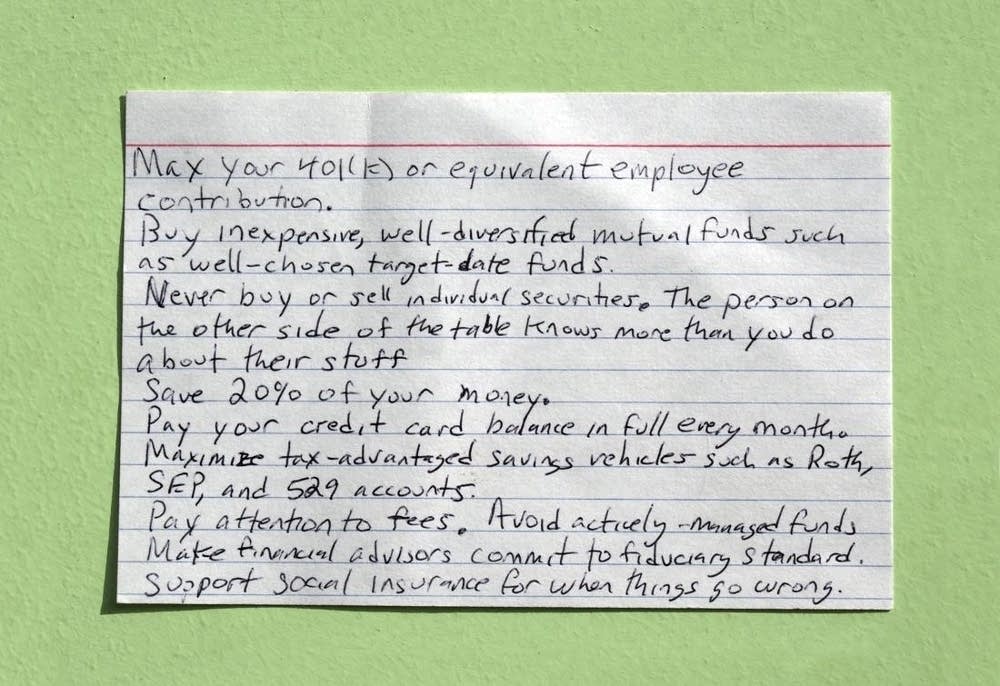 Max your 401(k) or equivalent employee
contribution.
Buy inexpensive, well-diversified mutual funds such
as well-chosen target-date funds.
Never buy or sell individual securities. The person on
the other side of the table knows more than you do
about their stuff
Save 20% of your money.
Pay your credit card balance in full every month.
Maximize tax-advantaged savings vehicles such as Roth,
SEP, and 529 accounts.
Pay attention to fees. Avoid actively-managed funds
Make financial advisors commit to fiduciary standard.
Support social insurance for when things go wrong.